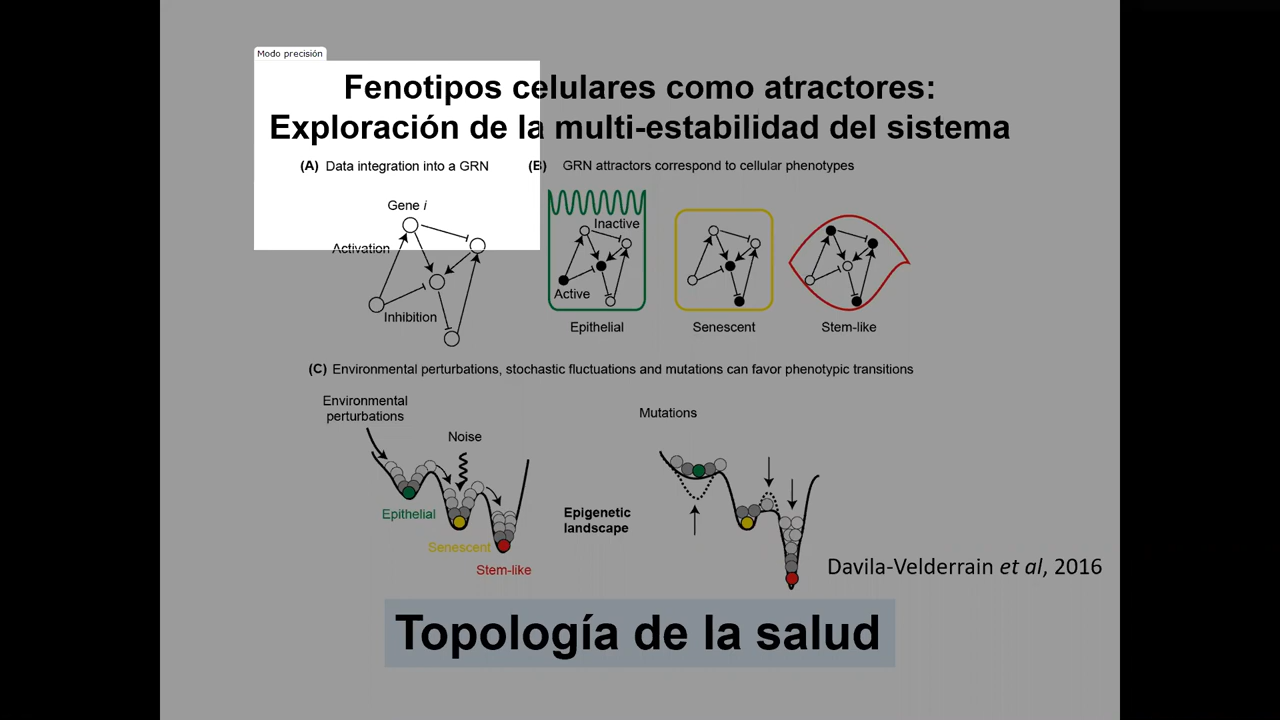 Modo precisión
Fenotipos celulares como atractores:
Exploración de la multi-estabilidad del sistema
(A) Data integration into a GRN
(B) GRN attractors correspond to cellular phenotypes
Gene i
Activation
Inhibition
Inactive
Active
Epithelial
Senescent
Stem-like
(C) Environmental perturbations, stochastic fluctuations and mutations can favor phenotypic transitions
Environmental
perturbations
Noise
Epithelial
Senescent
Stem-like
Mutations
Epigenetic
landscape
Davila-Velderrain et al, 2016
Topología de la salud